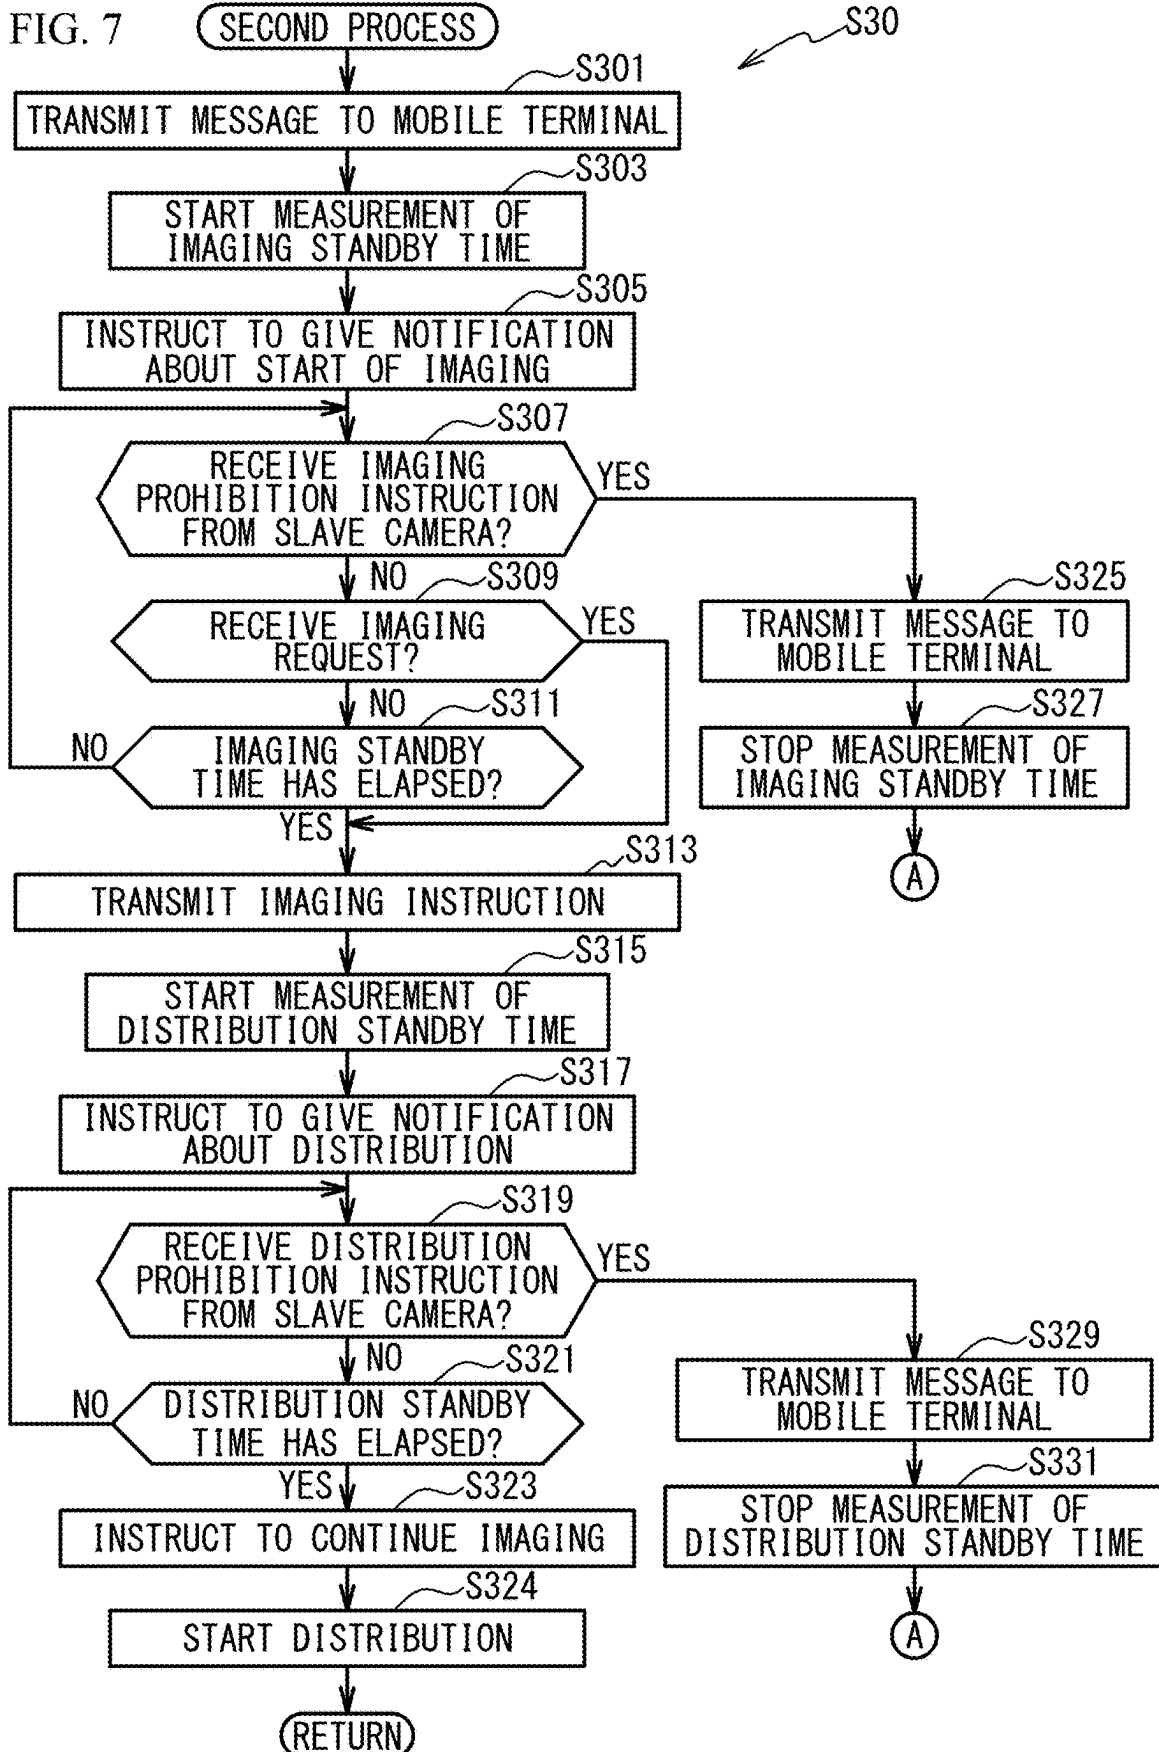 FIG. 7
SECOND PROCESS
S30
S301
TRANSMIT MESSAGE TO MOBILE TERMINAL
S303
START MEASUREMENT OF
IMAGING STANDBY TIME
S305
INSTRUCT TO GIVE NOTIFICATION
ABOUT START OF IMAGING
S307
RECEIVE IMAGING
PROHIBITION INSTRUCTION
FROM SLAVE CAMERA?
YES
NO
S309
RECEIVE IMAGING
REQUEST?
YES
S325
TRANSMIT MESSAGE TO
MOBILE TERMINAL
NO
S311
IMAGING STANDBY
TIME HAS ELAPSED?
NO
YES
S327
STOP MEASUREMENT OF
IMAGING STANDBY TIME
A
S313
TRANSMIT IMAGING INSTRUCTION
S315
START MEASUREMENT OF
DISTRIBUTION STANDBY TIME
S317
INSTRUCT TO GIVE NOTIFICATION
ABOUT DISTRIBUTION
S319
RECEIVE DISTRIBUTION
PROHIBITION INSTRUCTION
FROM SLAVE CAMERA?
YES
NO
S321
DISTRIBUTION STANDBY
TIME HAS ELAPSED?
NO
YES
S329
TRANSMIT MESSAGE TO
MOBILE TERMINAL
S331
STOP MEASUREMENT OF
DISTRIBUTION STANDBY TIME
A
S323
INSTRUCT TO CONTINUE IMAGING
S324
START DISTRIBUTION
RETURN